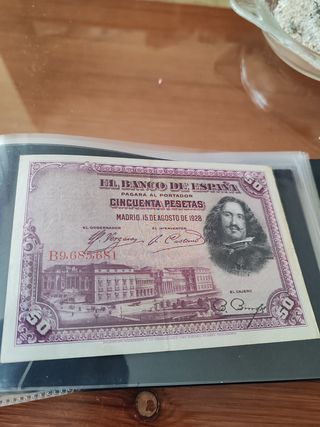 50
EL BANCO DE ESPAÑA
PAGARÁ AL PORTADOR
CINCUENTA PESETAS
MADRID, 15 DE AGOSTO DE 1928
EL GOBERNADOR EL INTERVENTOR
B9,685,681
EL CAJERO
50 50